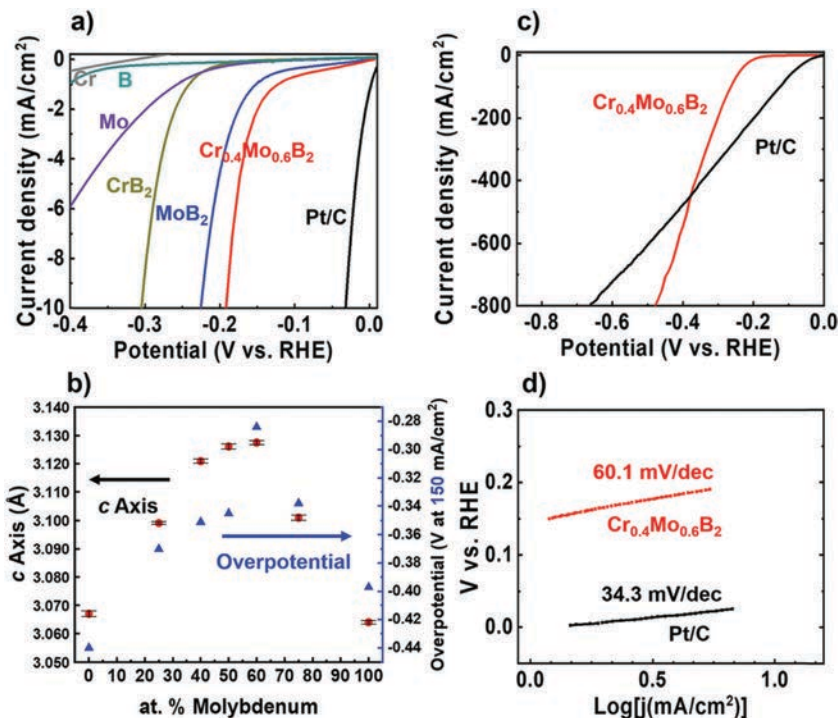 a)
Current density (mA/cm²)
0
-2
-4
-6
-8
-10
Cr
B
Mo
CrB₂
MoB₂
Cr₀.₄Mo₀.₆B₂
Pt/C
-0.4
-0.3
-0.2
-0.1
0.0
Potential (V vs. RHE)
c)
Current density (mA/cm²)
0
-200
-400
-600
-800
Cr₀.₄Mo₀.₆B₂
Pt/C
-0.8
-0.6
-0.4
-0.2
0.0
Potential (V vs. RHE)
b)
c Axis (Å)
3.140
3.130
3.120
3.110
3.100
3.090
3.080
3.070
3.060
3.050
c Axis
Overpotential
-0.28
-0.30
-0.32
-0.34
-0.36
-0.38
-0.40
-0.42
-0.44
Overpotential (V at 150 mA/cm²)
0 10 20 30 40 50 60 70 80 90 100
at. % Molybdenum
d)
V vs. RHE
0.3
0.2
0.1
0.0
60.1 mV/dec
Cr₀.₄Mo₀.₆B₂
34.3 mV/dec
Pt/C
0.0
0.5
1.0
Log[j(mA/cm²)]